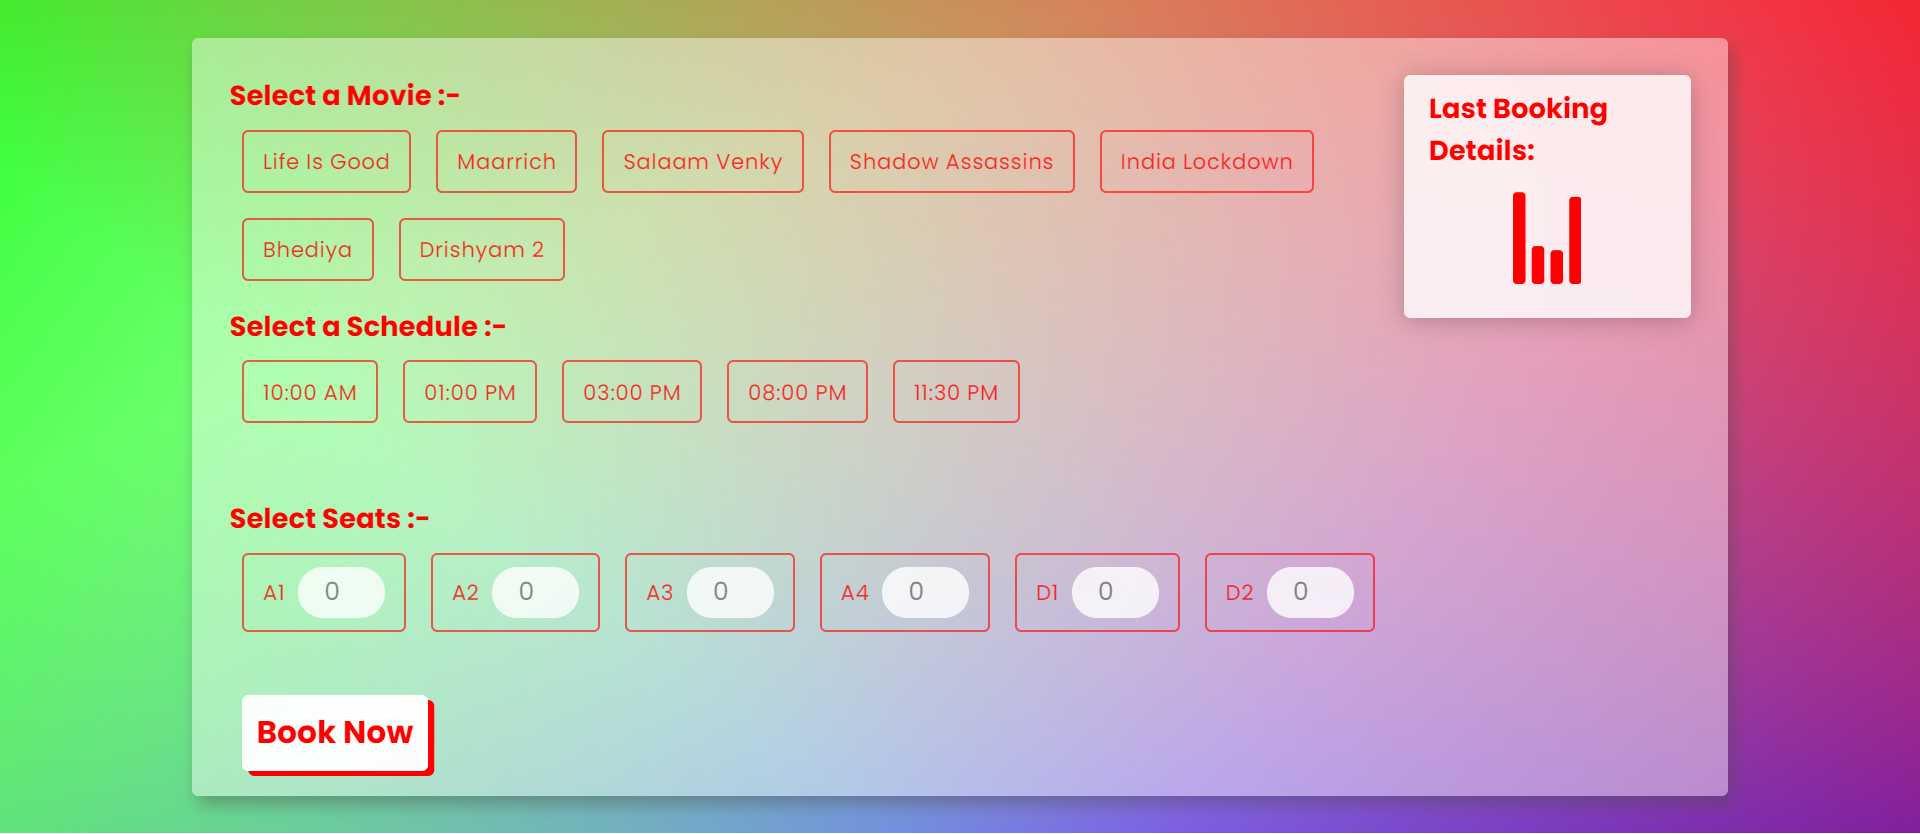 Select a Movie :-
Life Is Good
Maarrich
Salaam Venky
Shadow Assassins
India Lockdown
Bhediya
Drishyam 2
Last Booking
Details:
Select a Schedule :-
10:00 AM
01:00 PM
03:00 PM
08:00 PM
11:30 PM
Select Seats :-
A1 0
A2 0
A3 0
A4 0
D1 0
D2 0
Book Now